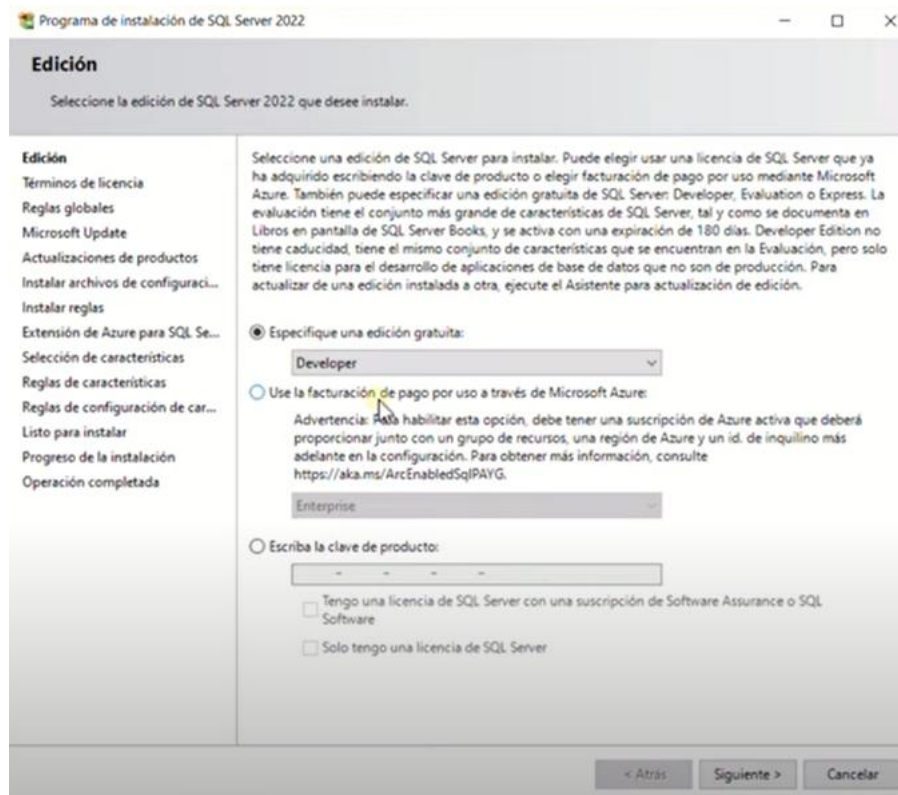 Programa de instalación de SQL Server 2022
Edición
Seleccione la edición de SQL Server 2022 que desee instalar.
Edición
Términos de licencia
Reglas globales
Microsoft Update
Actualizaciones de productos
Instalar archivos de configuraci...
Instalar reglas
Extensión de Azure para SQL Se...
Selección de características
Reglas de características
Reglas de configuración de car...
Listo para instalar
Progreso de la instalación
Operación completada
Seleccione una edición de SQL Server para instalar. Puede elegir usar una licencia de SQL Server que ya
ha adquirido escribiendo la clave de producto o elegir facturación de pago por uso mediante Microsoft
Azure. También puede especificar una edición gratuita de SQL Server: Developer, Evaluation o Express. La
evaluación tiene el conjunto más grande de características de SQL Server, tal y como se documenta en
Libros en pantalla de SQL Server Books, y se activa con una expiración de 180 días. Developer Edition no
tiene caducidad, tiene el mismo conjunto de características que se encuentran en la Evaluación, pero solo
tiene licencia para el desarrollo de aplicaciones de base de datos que no son de producción. Para
actualizar de una edición instalada a otra, ejecute el Asistente para actualización de edición.
Especifique una edición gratuita:
Developer
Use la facturación de pago por uso a través de Microsoft Azure:
Advertencia: Para habilitar esta opción, debe tener una suscripción de Azure activa que deberá
proporcionar junto con un grupo de recursos, una región de Azure y un id. de inquilino más
adelante en la configuración. Para obtener más información, consulte
https://aka.ms/ArcEnabledSqlPAYG.
Enterprise
Escriba la clave de producto:
- - - -
Tengo una licencia de SQL Server con una suscripción de Software Assurance o SQL
Software
Solo tengo una licencia de SQL Server
< Atrás
Siguiente >
Cancelar